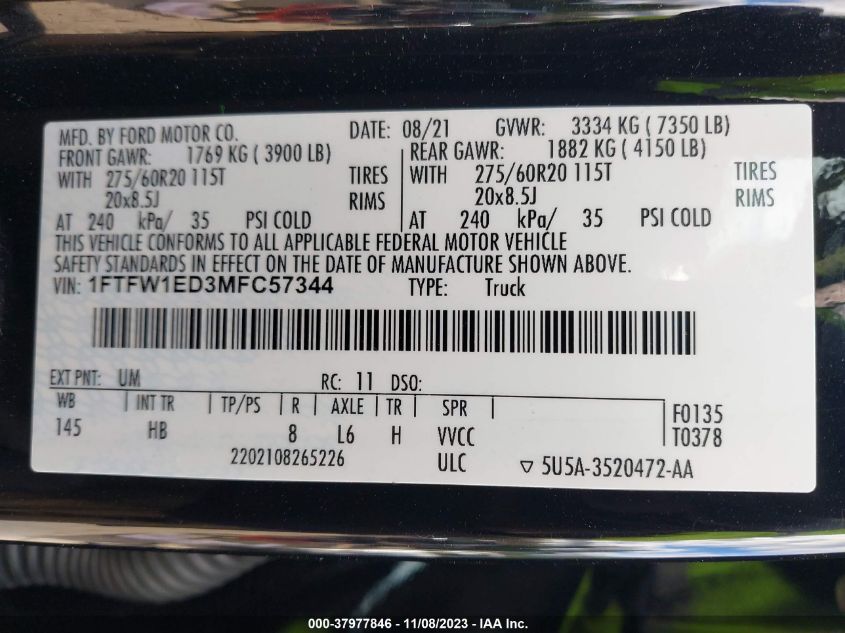 MFD. BY FORD MOTOR CO. DATE: 08/21 GVWR: 3334 KG ( 7350 LB)
FRONT GAWR: 1769 KG ( 3900 LB) REAR GAWR: 1882 KG ( 4150 LB)
WITH 275/60R20 115T TIRES WITH 275/60R20 115T TIRES
20x8.5J RIMS 20x8.5J RIMS
AT 240 kPa/ 35 PSI COLD AT 240 kPa/ 35 PSI COLD
THIS VEHICLE CONFORMS TO ALL APPLICABLE FEDERAL MOTOR VEHICLE
SAFETY STANDARDS IN EFFECT ON THE DATE OF MANUFACTURE SHOWN ABOVE.
VIN: 1FTFW1ED3MFC57344 TYPE: Truck
EXT PNT: UM RC: 11 DSO:
WB INT TR TP/PS R AXLE TR SPR F0135
145 HB 8 L6 H VVCC T0378
2202108265226 ULC ▽ 5U5A-3520472-AA
000-37977846 - 11/08/2023 - IAA Inc.